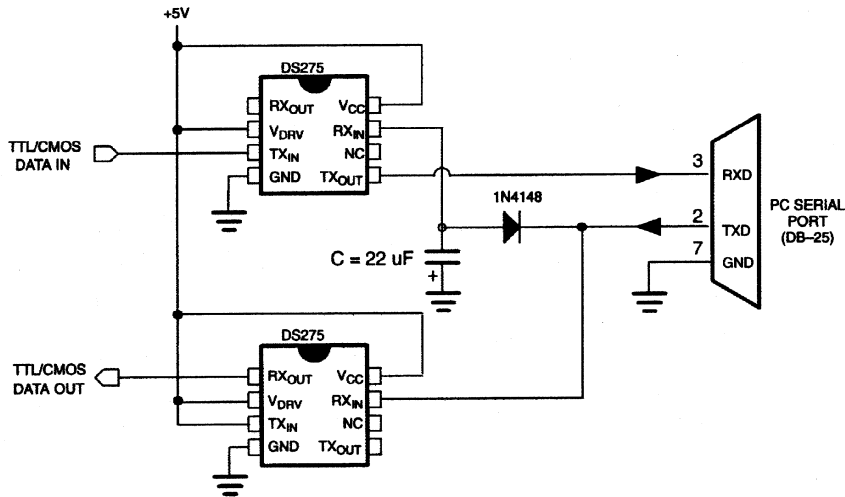 +5V
DS275
RXOUT
VCC
VDRV
RXIN
TXIN
NC
GND
TXOUT
TTL/CMOS
DATA IN
1N4148
C = 22 uF
+
3
RXD
2
TXD
7
GND
PC SERIAL
PORT
(DB–25)
DS275
RXOUT
VCC
VDRV
RXIN
TXIN
NC
GND
TXOUT
TTL/CMOS
DATA OUT